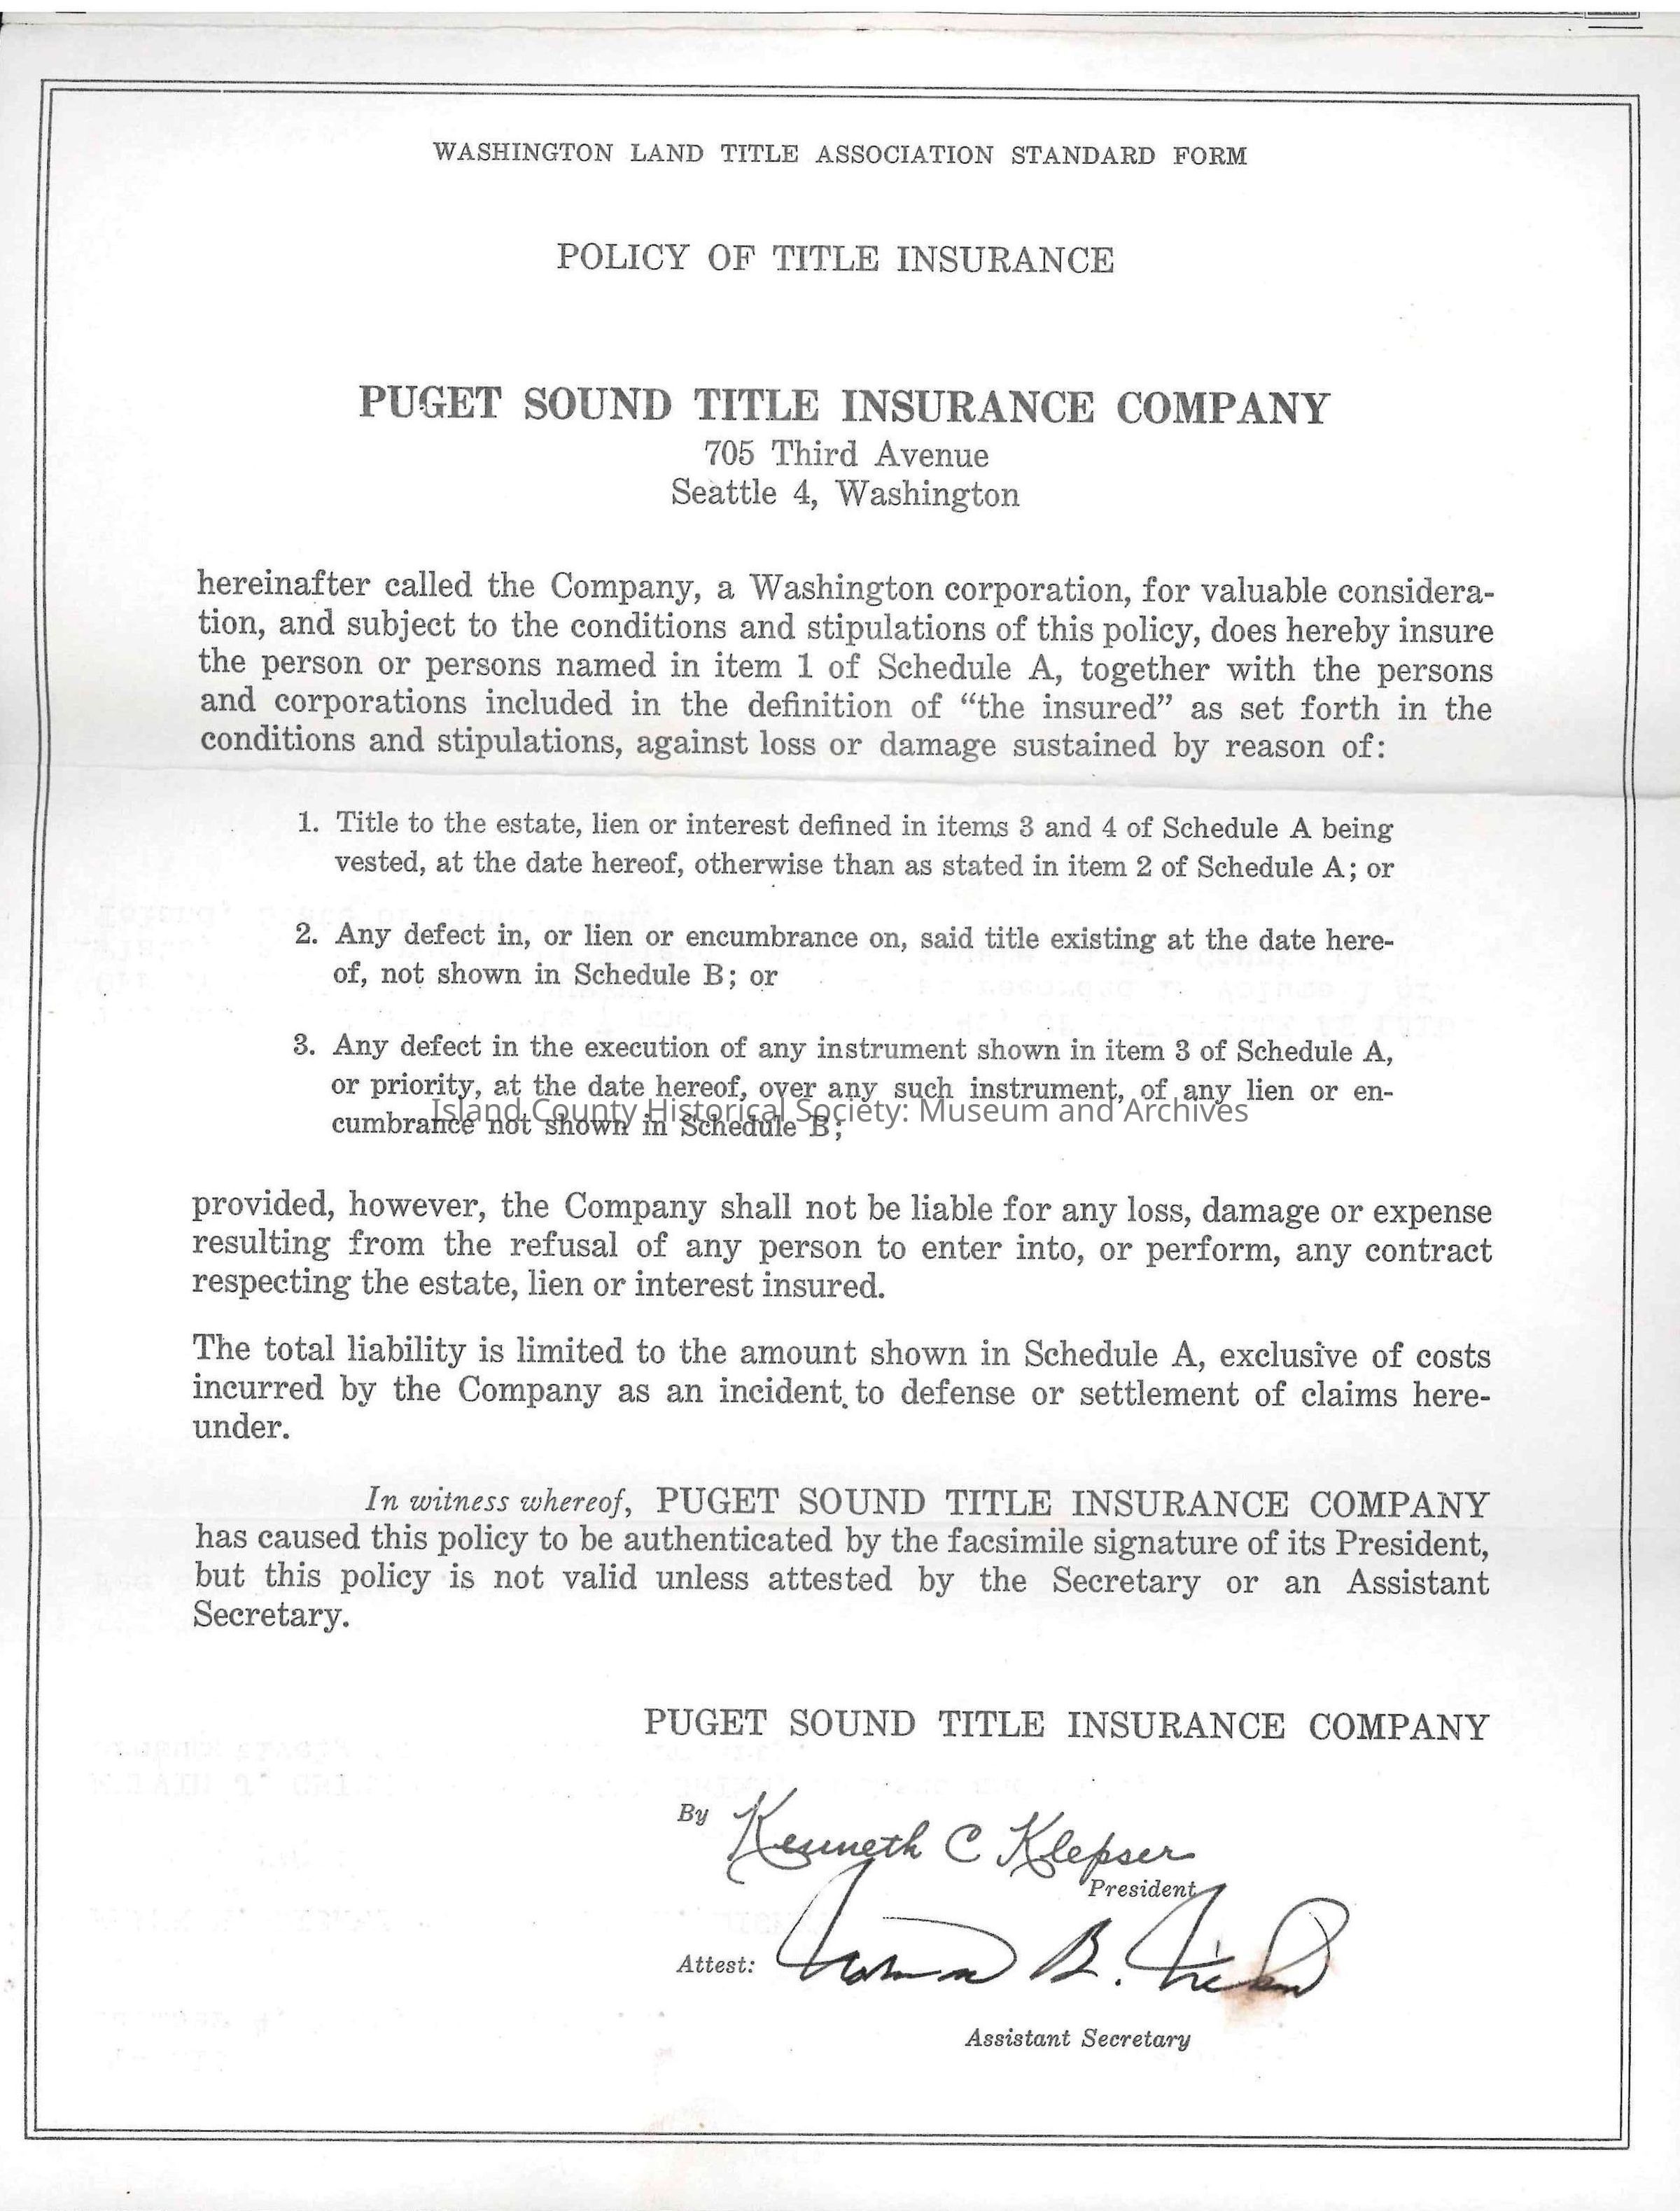 WASHINGTON LAND TITLE ASSOCIATION STANDARD FORM
POLICY OF TITLE INSURANCE
PUGET SOUND TITLE INSURANCE COMPANY
705 Third Avenue
Seattle 4, Washington
hereinafter called the Company, a Washington corporation, for valuable considera-
tion, and subject to the conditions and stipulations of this policy, does hereby insure
the person or persons named in item 1 of Schedule A, together with the persons
and corporations included in the definition of “the insured” as set forth in the
conditions and stipulations, against loss or damage sustained by reason of:
1. Title to the estate, lien or interest defined in items 3 and 4 of Schedule A being
vested, at the date hereof, otherwise than as stated in item 2 of Schedule A; or
2. Any defect in, or lien or encumbrance on, said title existing at the date here-
of, not shown in Schedule B; or
3. Any defect in the execution of any instrument shown in item 3 of Schedule A,
or priority, at the date hereof, over any such instrument, of any lien or en-
Island County Historical Society: Museum and Archives
cumbrance not shown in Schedule B;
provided, however, the Company shall not be liable for any loss, damage or expense
resulting from the refusal of any person to enter into, or perform, any contract
respecting the estate, lien or interest insured.
The total liability is limited to the amount shown in Schedule A, exclusive of costs
incurred by the Company as an incident to defense or settlement of claims here-
under.
In witness whereof, PUGET SOUND TITLE INSURANCE COMPANY
has caused this policy to be authenticated by the facsimile signature of its President,
but this policy is not valid unless attested by the Secretary or an Assistant
Secretary.
PUGET SOUND TITLE INSURANCE COMPANY
By Kenneth C Klepser
President
Attest: B.
Assistant Secretary